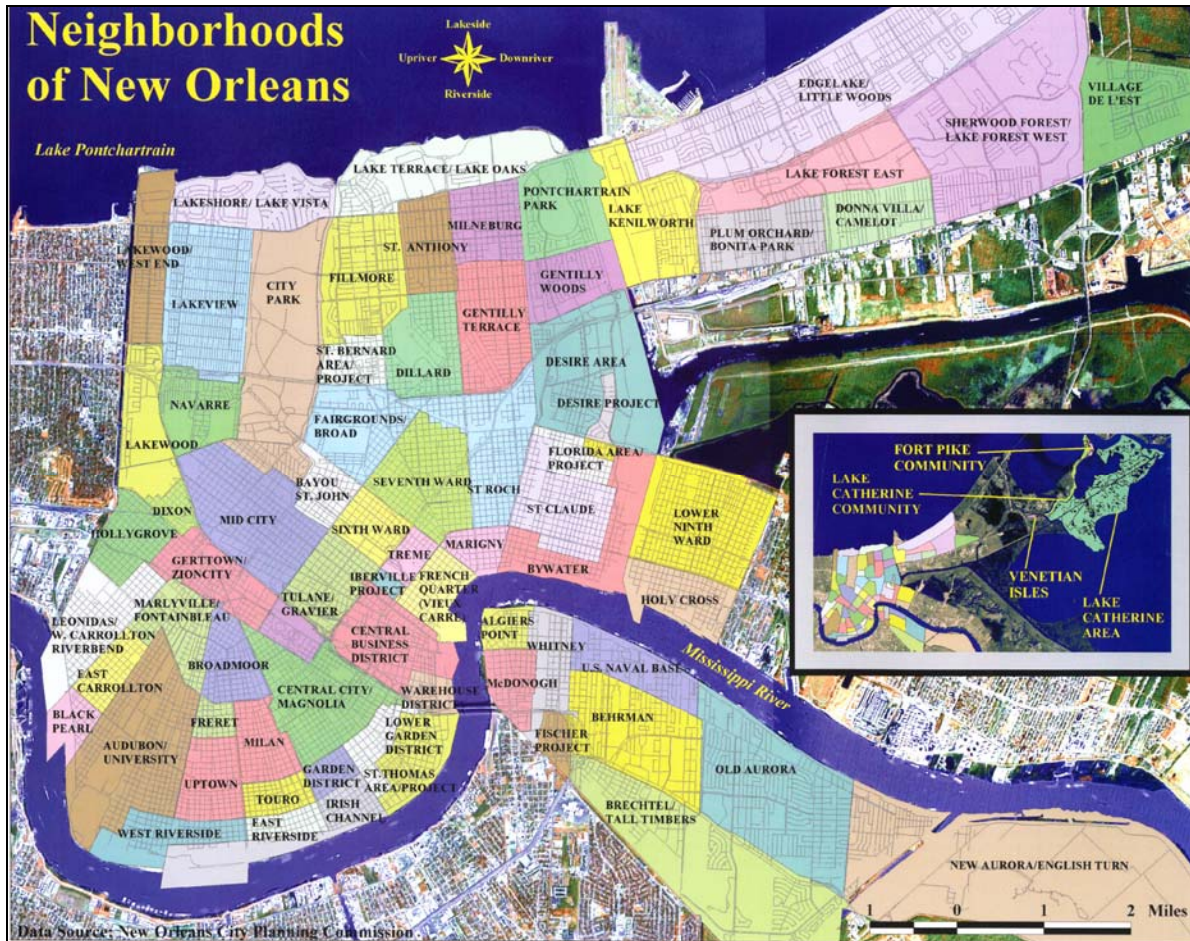 Neighborhoods
of New Orleans
Lakeside
Upriver
Downriver
Riverside
Lake Pontchartrain
EDGELAKE/
LITTLE WOODS
VILLAGE
DE L'EST
SHERWOOD FOREST/
LAKE FOREST WEST
LAKE TERRACE/ LAKE OAKS
LAKE FOREST EAST
LAKESHORE/ LAKE VISTA
PONTCHARTRAIN
PARK
LAKE
KENILWORTH
DONNA VILLA/
CAMELOT
MILNEBURG
PLUM ORCHARD/
BONITA PARK
LAKEWOOD/
WEST END
ST. ANTHONY
FILLMORE
CITY
PARK
LAKEVIEW
GENTILLY
WOODS
GENTILLY
TERRACE
ST. BERNARD
AREA/
PROJECT
DILLARD
DESIRE AREA
DESIRE PROJECT
NAVARRE
FAIRGROUNDS/
BROAD
LAKEWOOD
FLORIDA AREA/
PROJECT
BAYOU
ST. JOHN
SEVENTH WARD
ST ROCH
ST CLAUDE
LOWER
NINTH
WARD
DIXON
MID CITY
HOLLYGROVE
SIXTH WARD
TREME
MARIGNY
BYWATER
GERTTOWN/
ZIONCITY
IBERVILLE
PROJECT
FRENCH
QUARTER
(VIEUX
CARRE)
HOLY CROSS
TULANE/
GRAVIER
MARLYVILLE/
FONTAINBLEAU
LEONIDAS/
W. CARROLLTON
RIVERBEND
ALGIERS
POINT
WHITNEY
CENTRAL
BUSINESS
DISTRICT
BROADMOOR
U.S. NAVAL BASE
Mississippi River
EAST
CARROLLTON
CENTRAL CITY/
MAGNOLIA
WAREHOUSE
DISTRICT
McDONOGH
BLACK
PEARL
FRERET
LOWER
GARDEN
DISTRICT
BEHRMAN
AUDUBON/
UNIVERSITY
MILAN
FISCHER
PROJECT
OLD AURORA
UPTOWN
GARDEN
DISTRICT
ST.THOMAS
AREA/PROJECT
TOURO
IRISH
CHANNEL
BRECHTEL/
TALL TIMBERS
WEST RIVERSIDE
EAST
RIVERSIDE
NEW AURORA/ENGLISH TURN
FORT PIKE
COMMUNITY
LAKE
CATHERINE
COMMUNITY
VENETIAN
ISLES
LAKE
CATHERINE
AREA
1 0 1 2 Miles
Data Source: New Orleans City Planning Commission